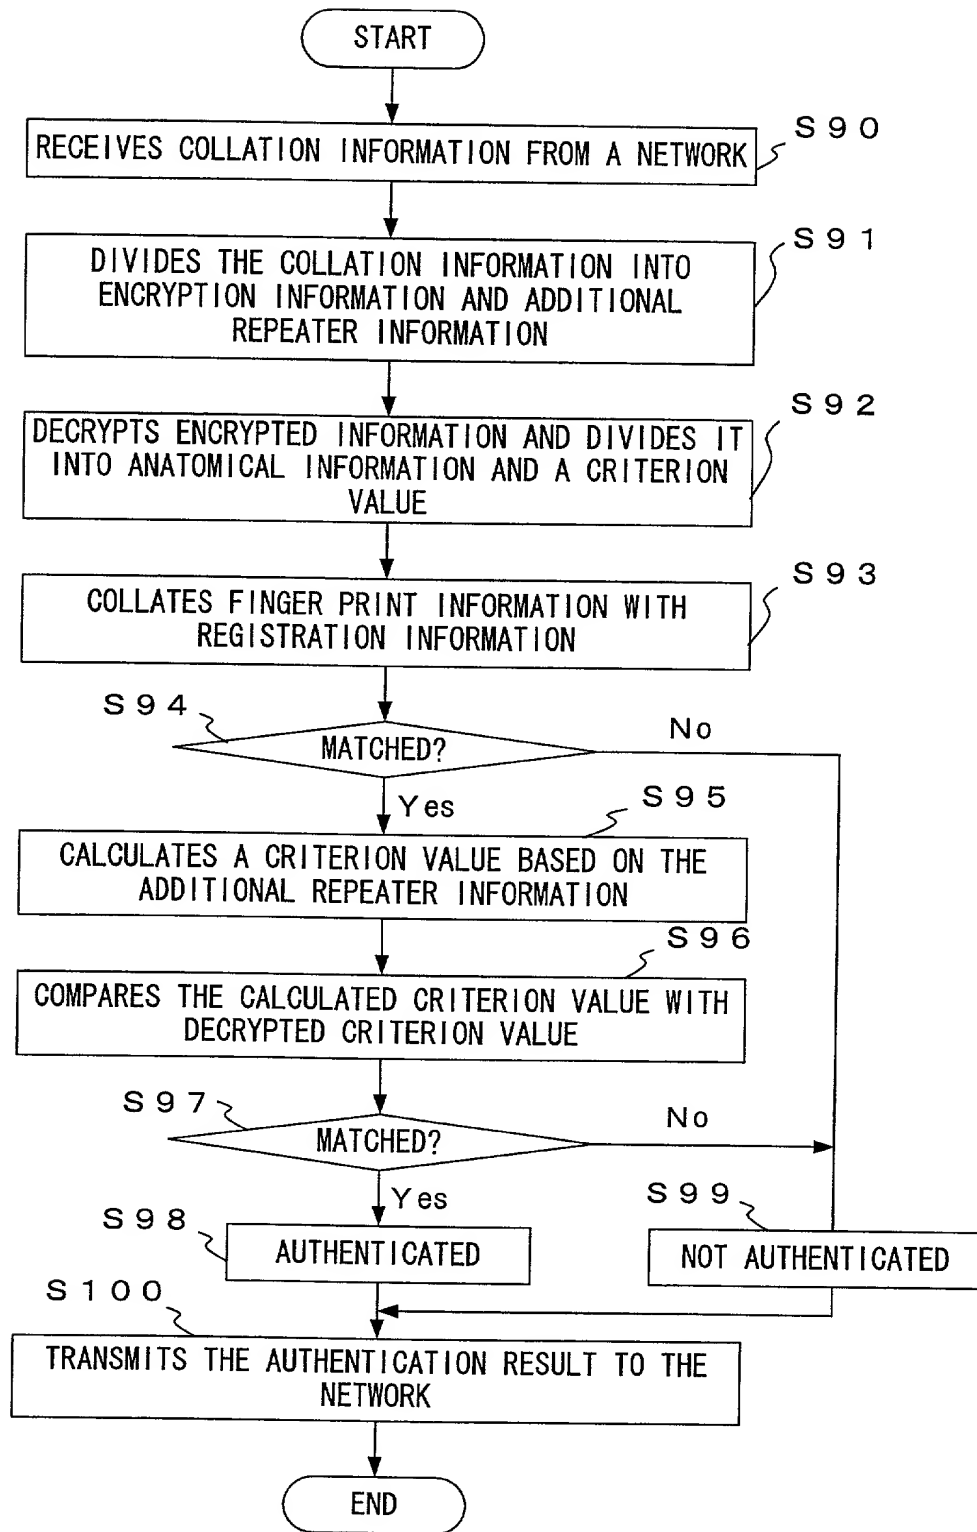 START
S90
RECEIVES COLLATION INFORMATION FROM A NETWORK
S91
DIVIDES THE COLLATION INFORMATION INTO
ENCRYPTION INFORMATION AND ADDITIONAL
REPEATER INFORMATION
S92
DECRYPTS ENCRYPTED INFORMATION AND DIVIDES IT
INTO ANATOMICAL INFORMATION AND A CRITERION
VALUE
S93
COLLATES FINGER PRINT INFORMATION WITH
REGISTRATION INFORMATION
S94
MATCHED?
No
Yes
S95
CALCULATES A CRITERION VALUE BASED ON THE
ADDITIONAL REPEATER INFORMATION
S96
COMPARES THE CALCULATED CRITERION VALUE WITH
DECRYPTED CRITERION VALUE
S97
MATCHED?
No
Yes
S98
AUTHENTICATED
S99
NOT AUTHENTICATED
S100
TRANSMITS THE AUTHENTICATION RESULT TO THE
NETWORK
END